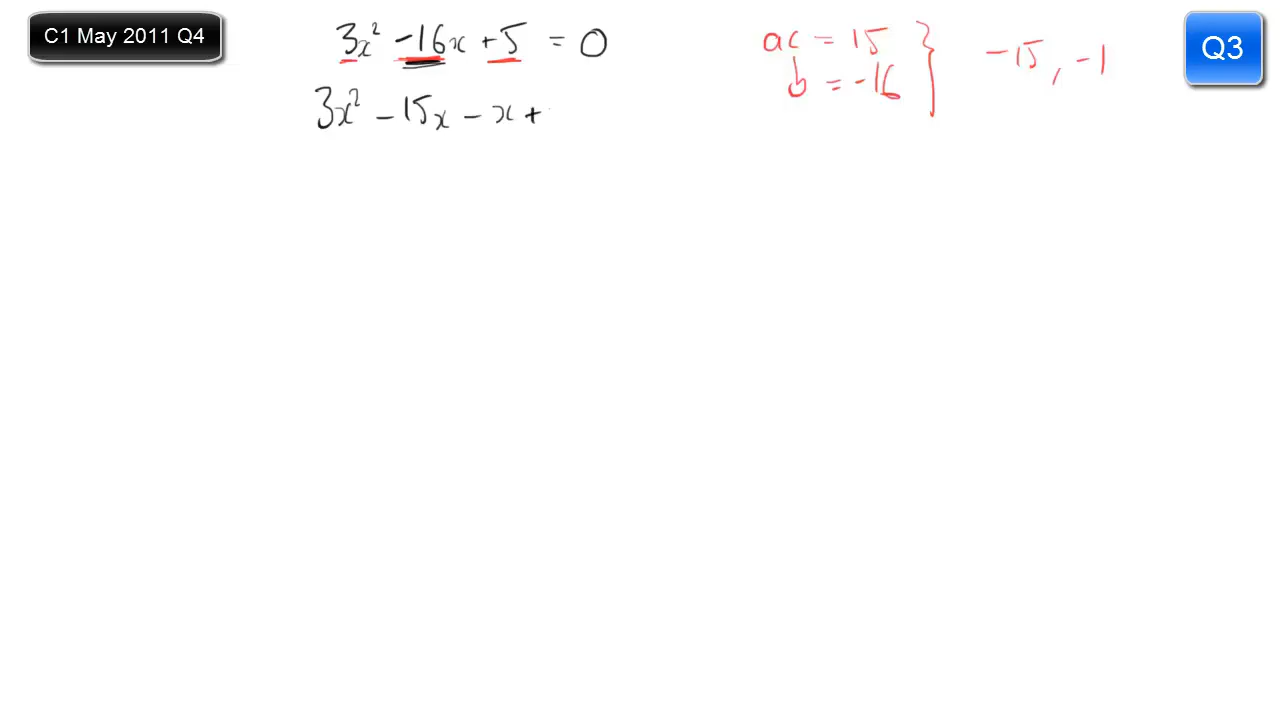 C1 May 2011 Q4
3x² -16x +5 = 0
3x² - 15x - x +
ac = 15
b = -16
} -15, -1
Q3